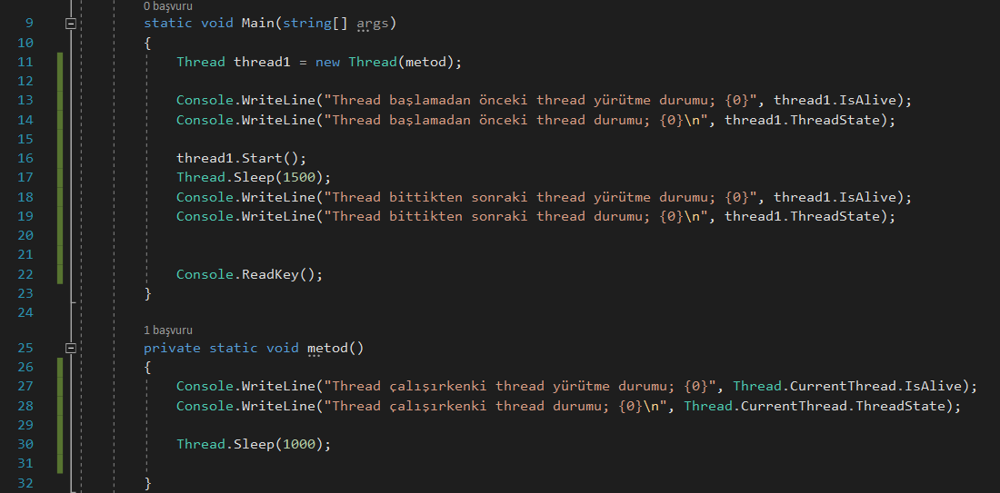 0 başvuru
9 static void Main(string[] args)
10 {
11 Thread thread1 = new Thread(metod);
12
13 Console.WriteLine("Thread başlamadan önceki thread yürütme durumu; {0}", thread1.IsAlive);
14 Console.WriteLine("Thread başlamadan önceki thread durumu; {0}\n", thread1.ThreadState);
15
16 thread1.Start();
17 Thread.Sleep(1500);
18 Console.WriteLine("Thread bittikten sonraki thread yürütme durumu; {0}", thread1.IsAlive);
19 Console.WriteLine("Thread bittikten sonraki thread durumu; {0}\n", thread1.ThreadState);
20
21
22 Console.ReadKey();
23 }
24
1 başvuru
25 private static void metod()
26 {
27 Console.WriteLine("Thread çalışırkenki thread yürütme durumu; {0}", Thread.CurrentThread.IsAlive);
28 Console.WriteLine("Thread çalışırkenki thread durumu; {0}\n", Thread.CurrentThread.ThreadState);
29
30 Thread.Sleep(1000);
31
32 }